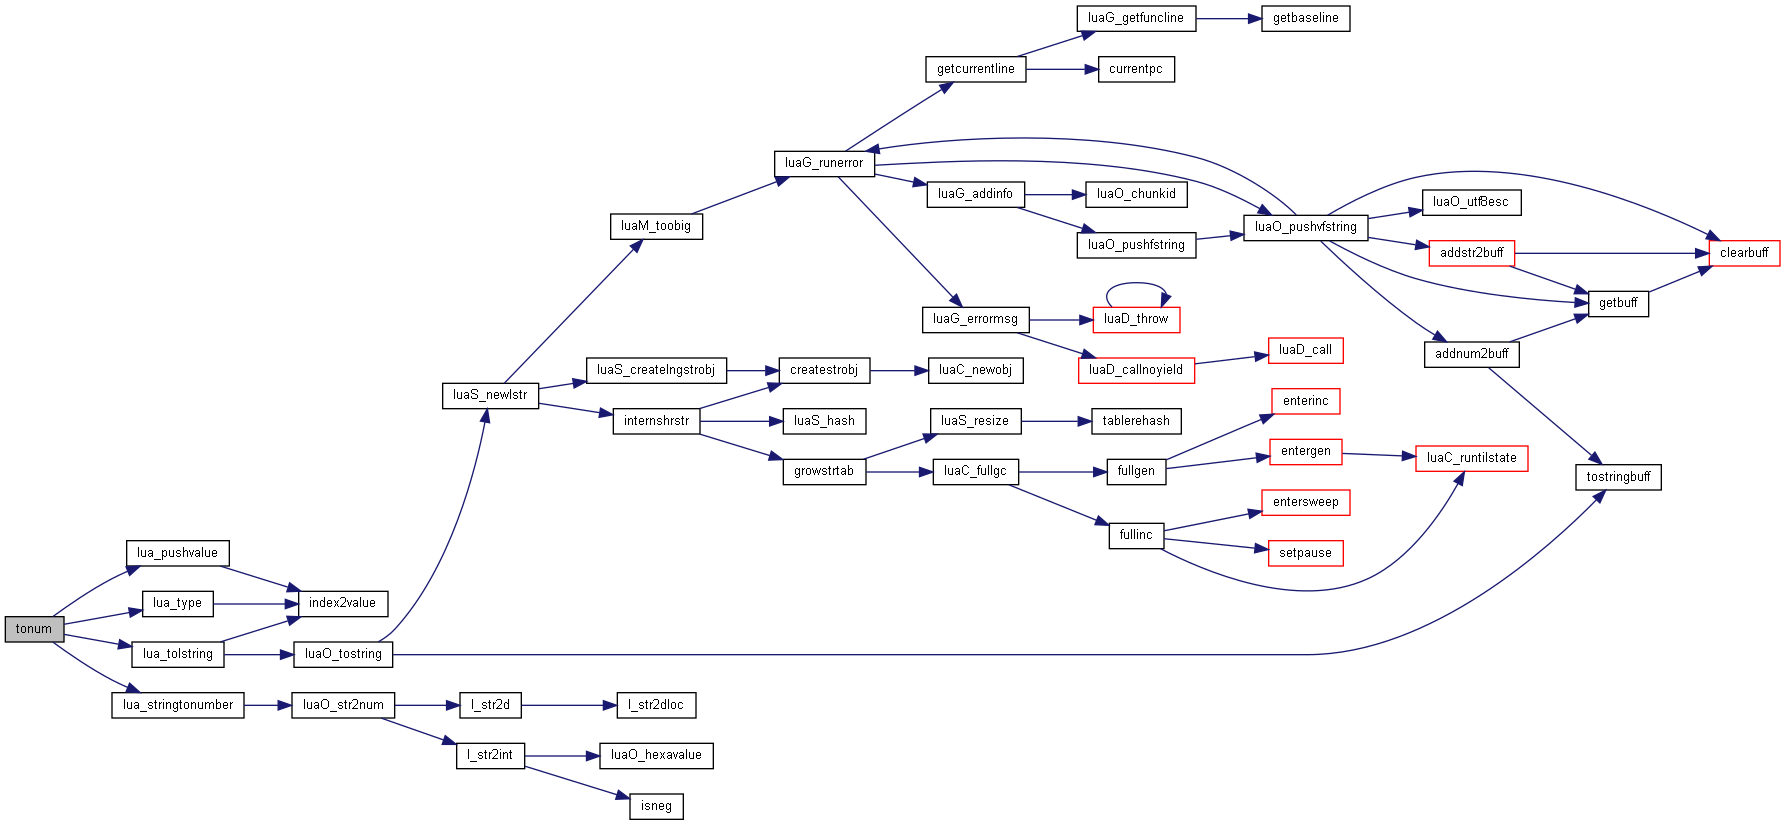 luaG_getfuncline
getbaseline
getcurrentline
currentpc
luaG_runerror
luaG_addinfo
luaO_chunkid
luaO_utf8esc
luaM_toobig
luaO_pushvfstring
luaO_pushfstring
addstr2buff
clearbuff
getbuff
luaG_errormsg
luaD_throw
addnum2buff
luaD_call
luaS_createlngstrobj
createstrobj
luaC_newobj
luaD_callnoyield
luaS_newlstr
enterinc
internshrstr
luaS_hash
luaS_resize
tablerehash
entergen
luaC_runtilstate
growstrtab
luaC_fullgc
fullgen
tostringbuff
entersweep
fullinc
setpause
lua_pushvalue
lua_type
index2value
tonum
lua_tolstring
luaO_tostring
lua_stringtonumber
luaO_str2num
l_str2d
l_str2dloc
l_str2int
luaO_hexavalue
isneg